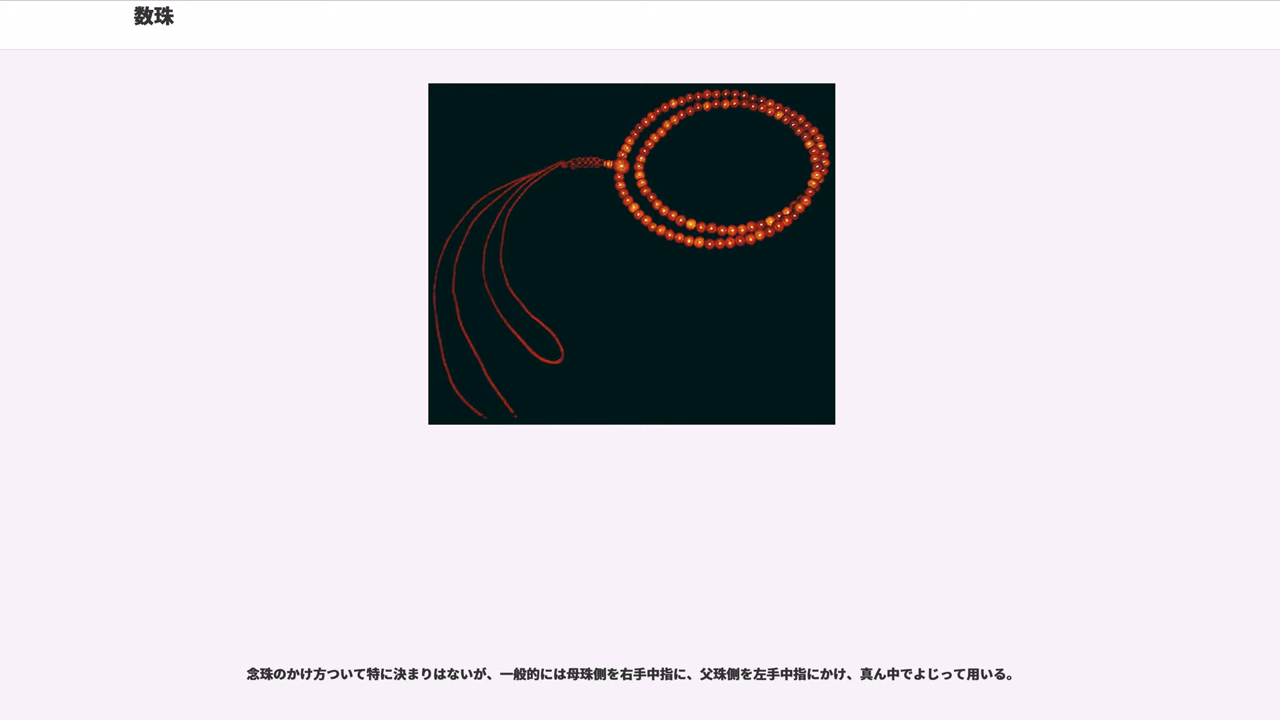 数珠
念珠のかけ方ついて特に決まりはないが、一般的には母珠側を右手中指に、父珠側を左手中指にかけ、真ん中でよじって用いる。